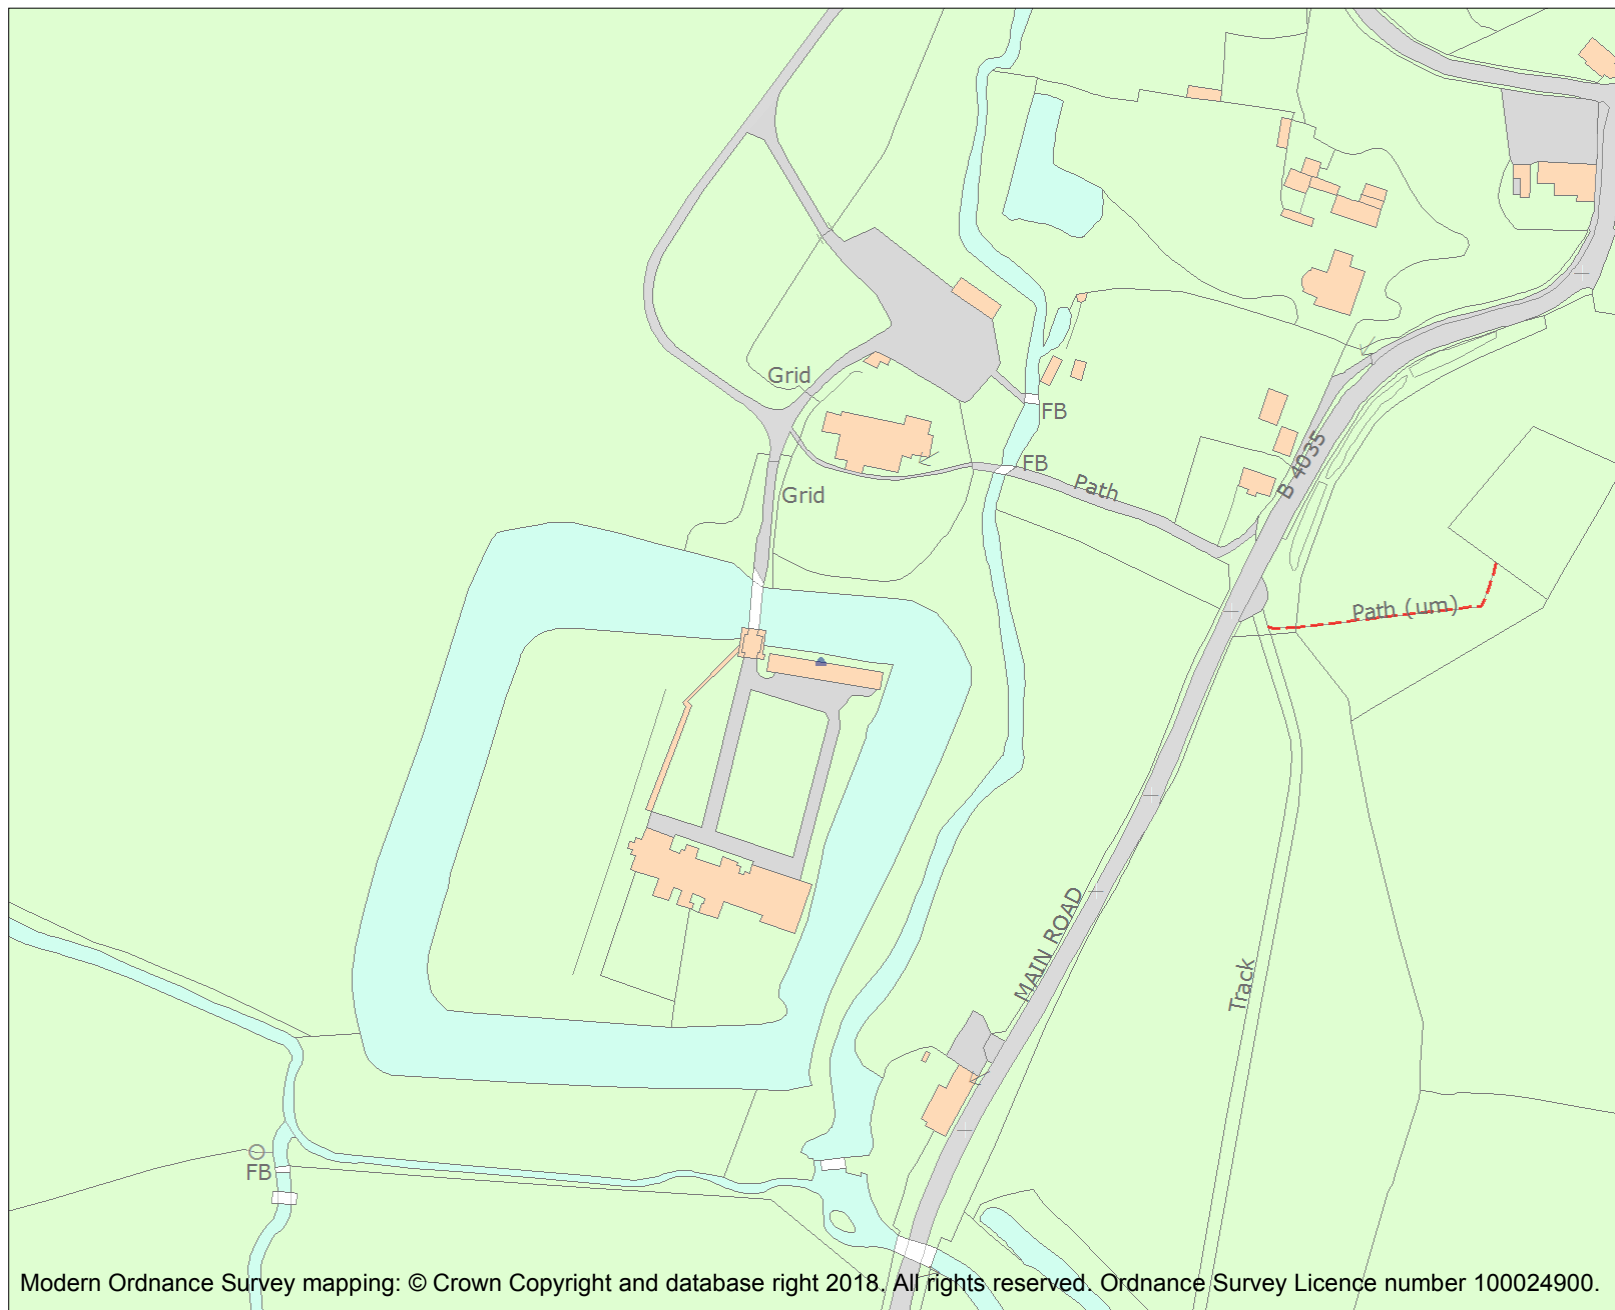 Grid
FB
B 4035
FB
Path
Grid
Path (um)
MAIN ROAD
Track
FB
Modern Ordnance Survey mapping: © Crown Copyright and database right 2018. All rights reserved. Ordnance Survey Licence number 100024900.